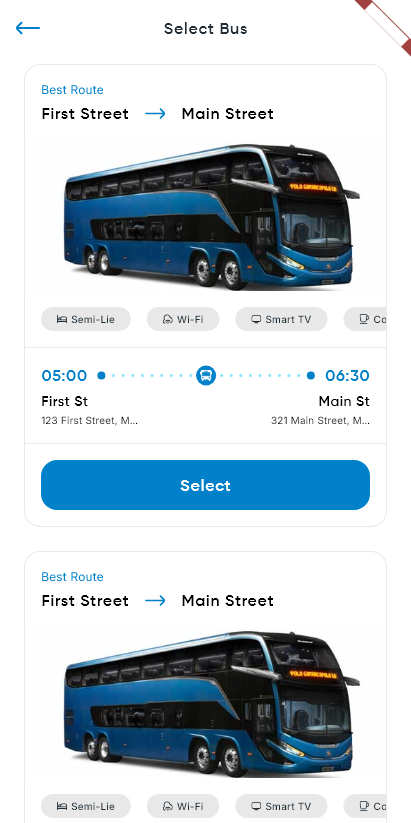 Select Bus
Best Route
First Street → Main Street
Semi-Lie Wi-Fi Smart TV Co
05:00 06:30
First St Main St
123 First Street, M... 321 Main Street, M...
Select
Best Route
First Street → Main Street
Semi-Lie Wi-Fi Smart TV Co